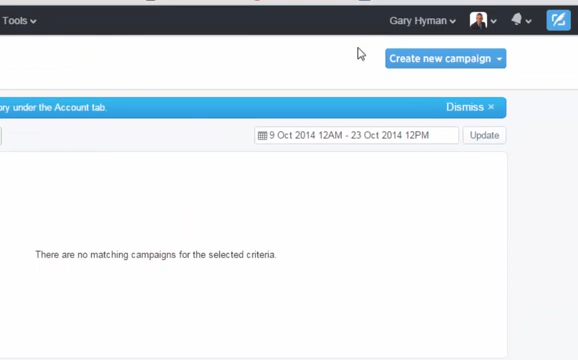 Tools
Gary Hyman
Create new campaign
ory under the Account tab.
Dismiss ×
9 Oct 2014 12AM - 23 Oct 2014 12PM
Update
There are no matching campaigns for the selected criteria.